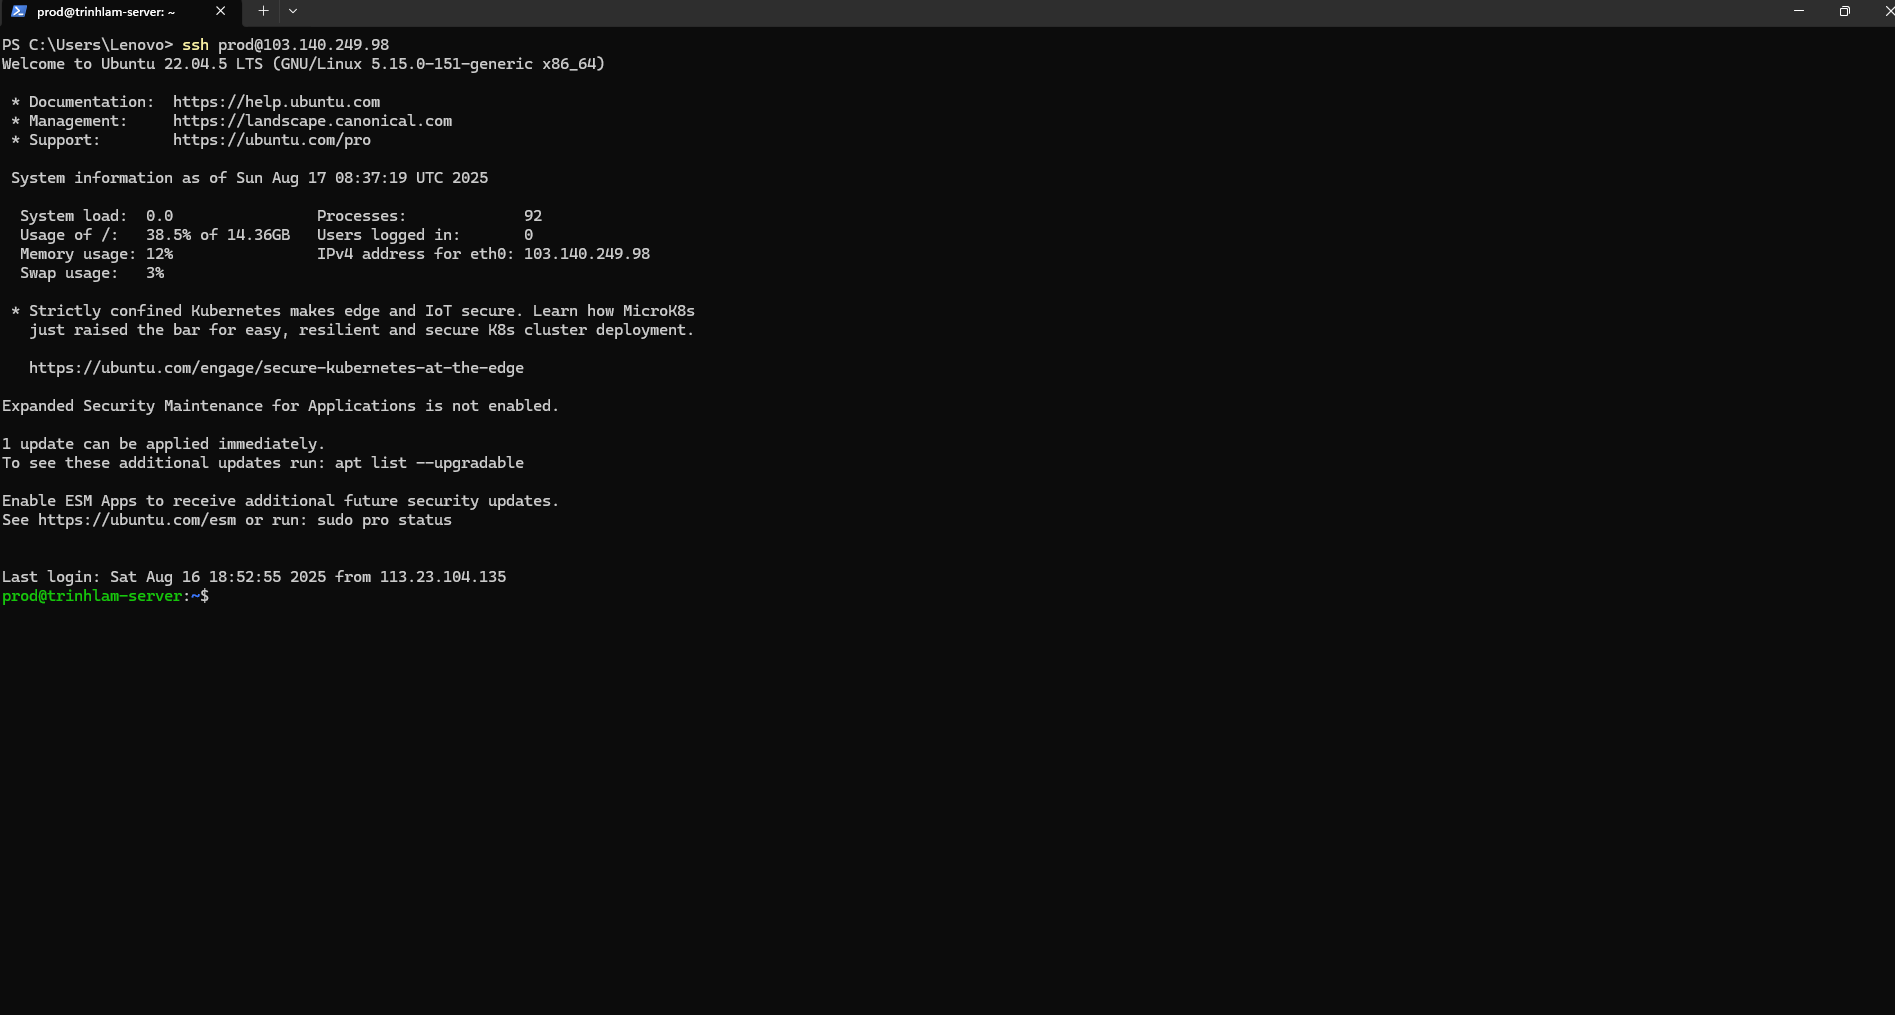 prod@trinhlam-server: ~
PS C:\Users\Lenovo> ssh prod@103.140.249.98
Welcome to Ubuntu 22.04.5 LTS (GNU/Linux 5.15.0-151-generic x86_64)
* Documentation:  https://help.ubuntu.com
* Management:     https://landscape.canonical.com
* Support:        https://ubuntu.com/pro
System information as of Sun Aug 17 08:37:19 UTC 2025
System load:  0.0                Processes:             92
Usage of /:   38.5% of 14.36GB   Users logged in:       0
Memory usage: 12%                IPv4 address for eth0: 103.140.249.98
Swap usage:   3%
* Strictly confined Kubernetes makes edge and IoT secure. Learn how MicroK8s
just raised the bar for easy, resilient and secure K8s cluster deployment.
https://ubuntu.com/engage/secure-kubernetes-at-the-edge
Expanded Security Maintenance for Applications is not enabled.
1 update can be applied immediately.
To see these additional updates run: apt list --upgradable
Enable ESM Apps to receive additional future security updates.
See https://ubuntu.com/esm or run: sudo pro status
Last login: Sat Aug 16 18:52:55 2025 from 113.23.104.135
prod@trinhlam-server:~$